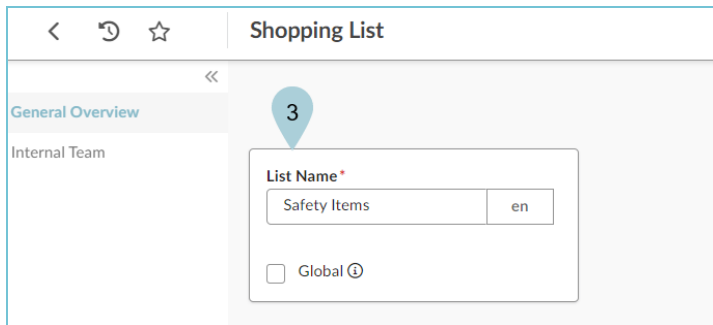 Shopping List
General Overview
Internal Team
3
List Name*
Safety Items en
Global